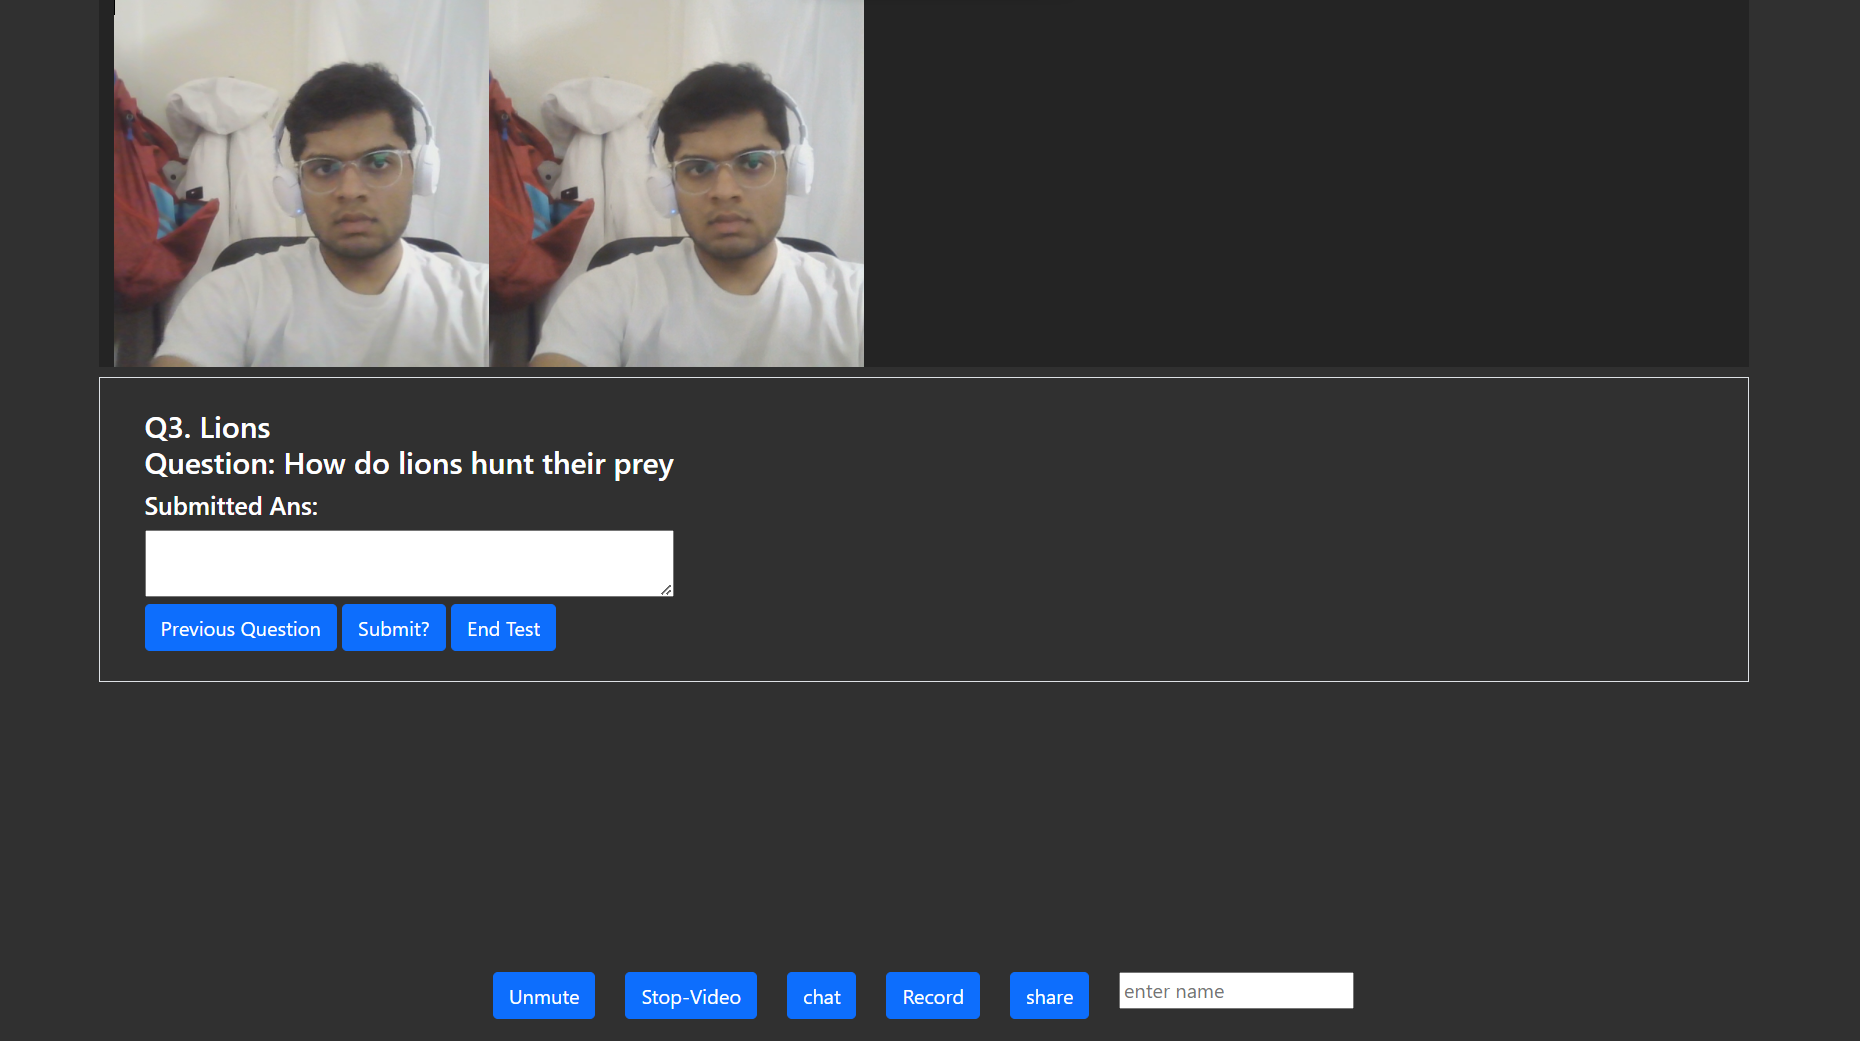 Q3. Lions
Question: How do lions hunt their prey
Submitted Ans:
Previous Question Submit? End Test
Unmute Stop-Video chat Record share enter name